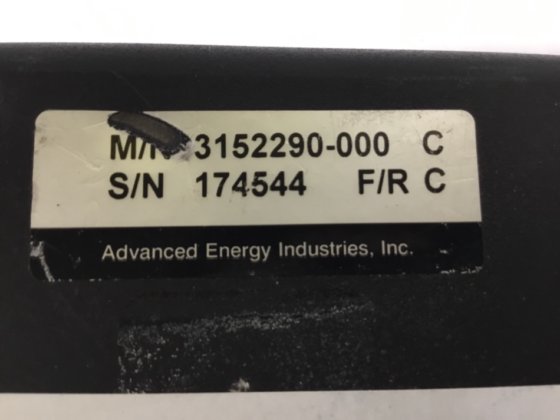 M/N 3152290-000 C
S/N 174544 F/R C
Advanced Energy Industries, Inc.